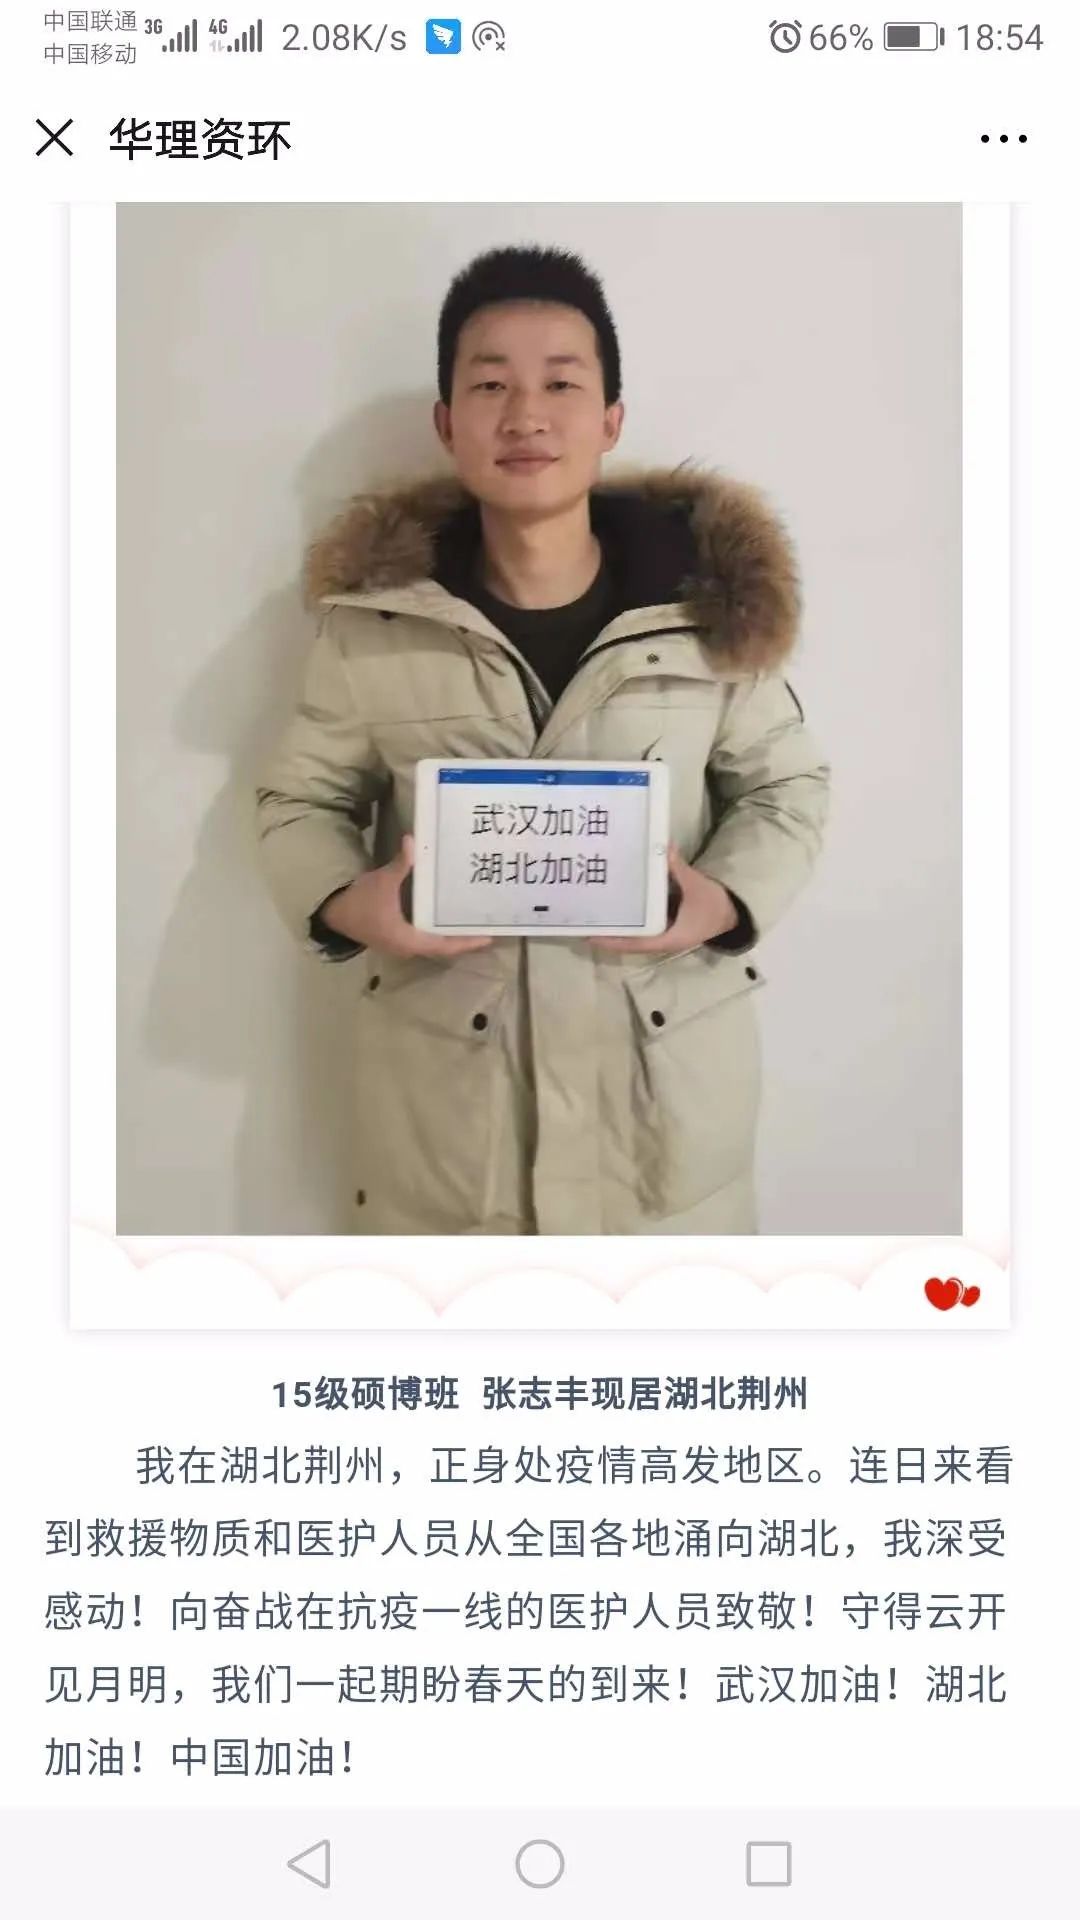 中国联通 3G 4G 2.08K/s 66% 18:54
中国移动
华理资环
武汉加油
湖北加油
15级硕博班 张志丰现居湖北荆州
我在湖北荆州，正身处疫情高发地区。连日来看
到救援物质和医护人员从全国各地涌向湖北，我深受
感动！向奋战在抗疫一线的医护人员致敬！守得云开
见月明，我们一起期盼春天的到来！武汉加油！湖北
加油！中国加油！